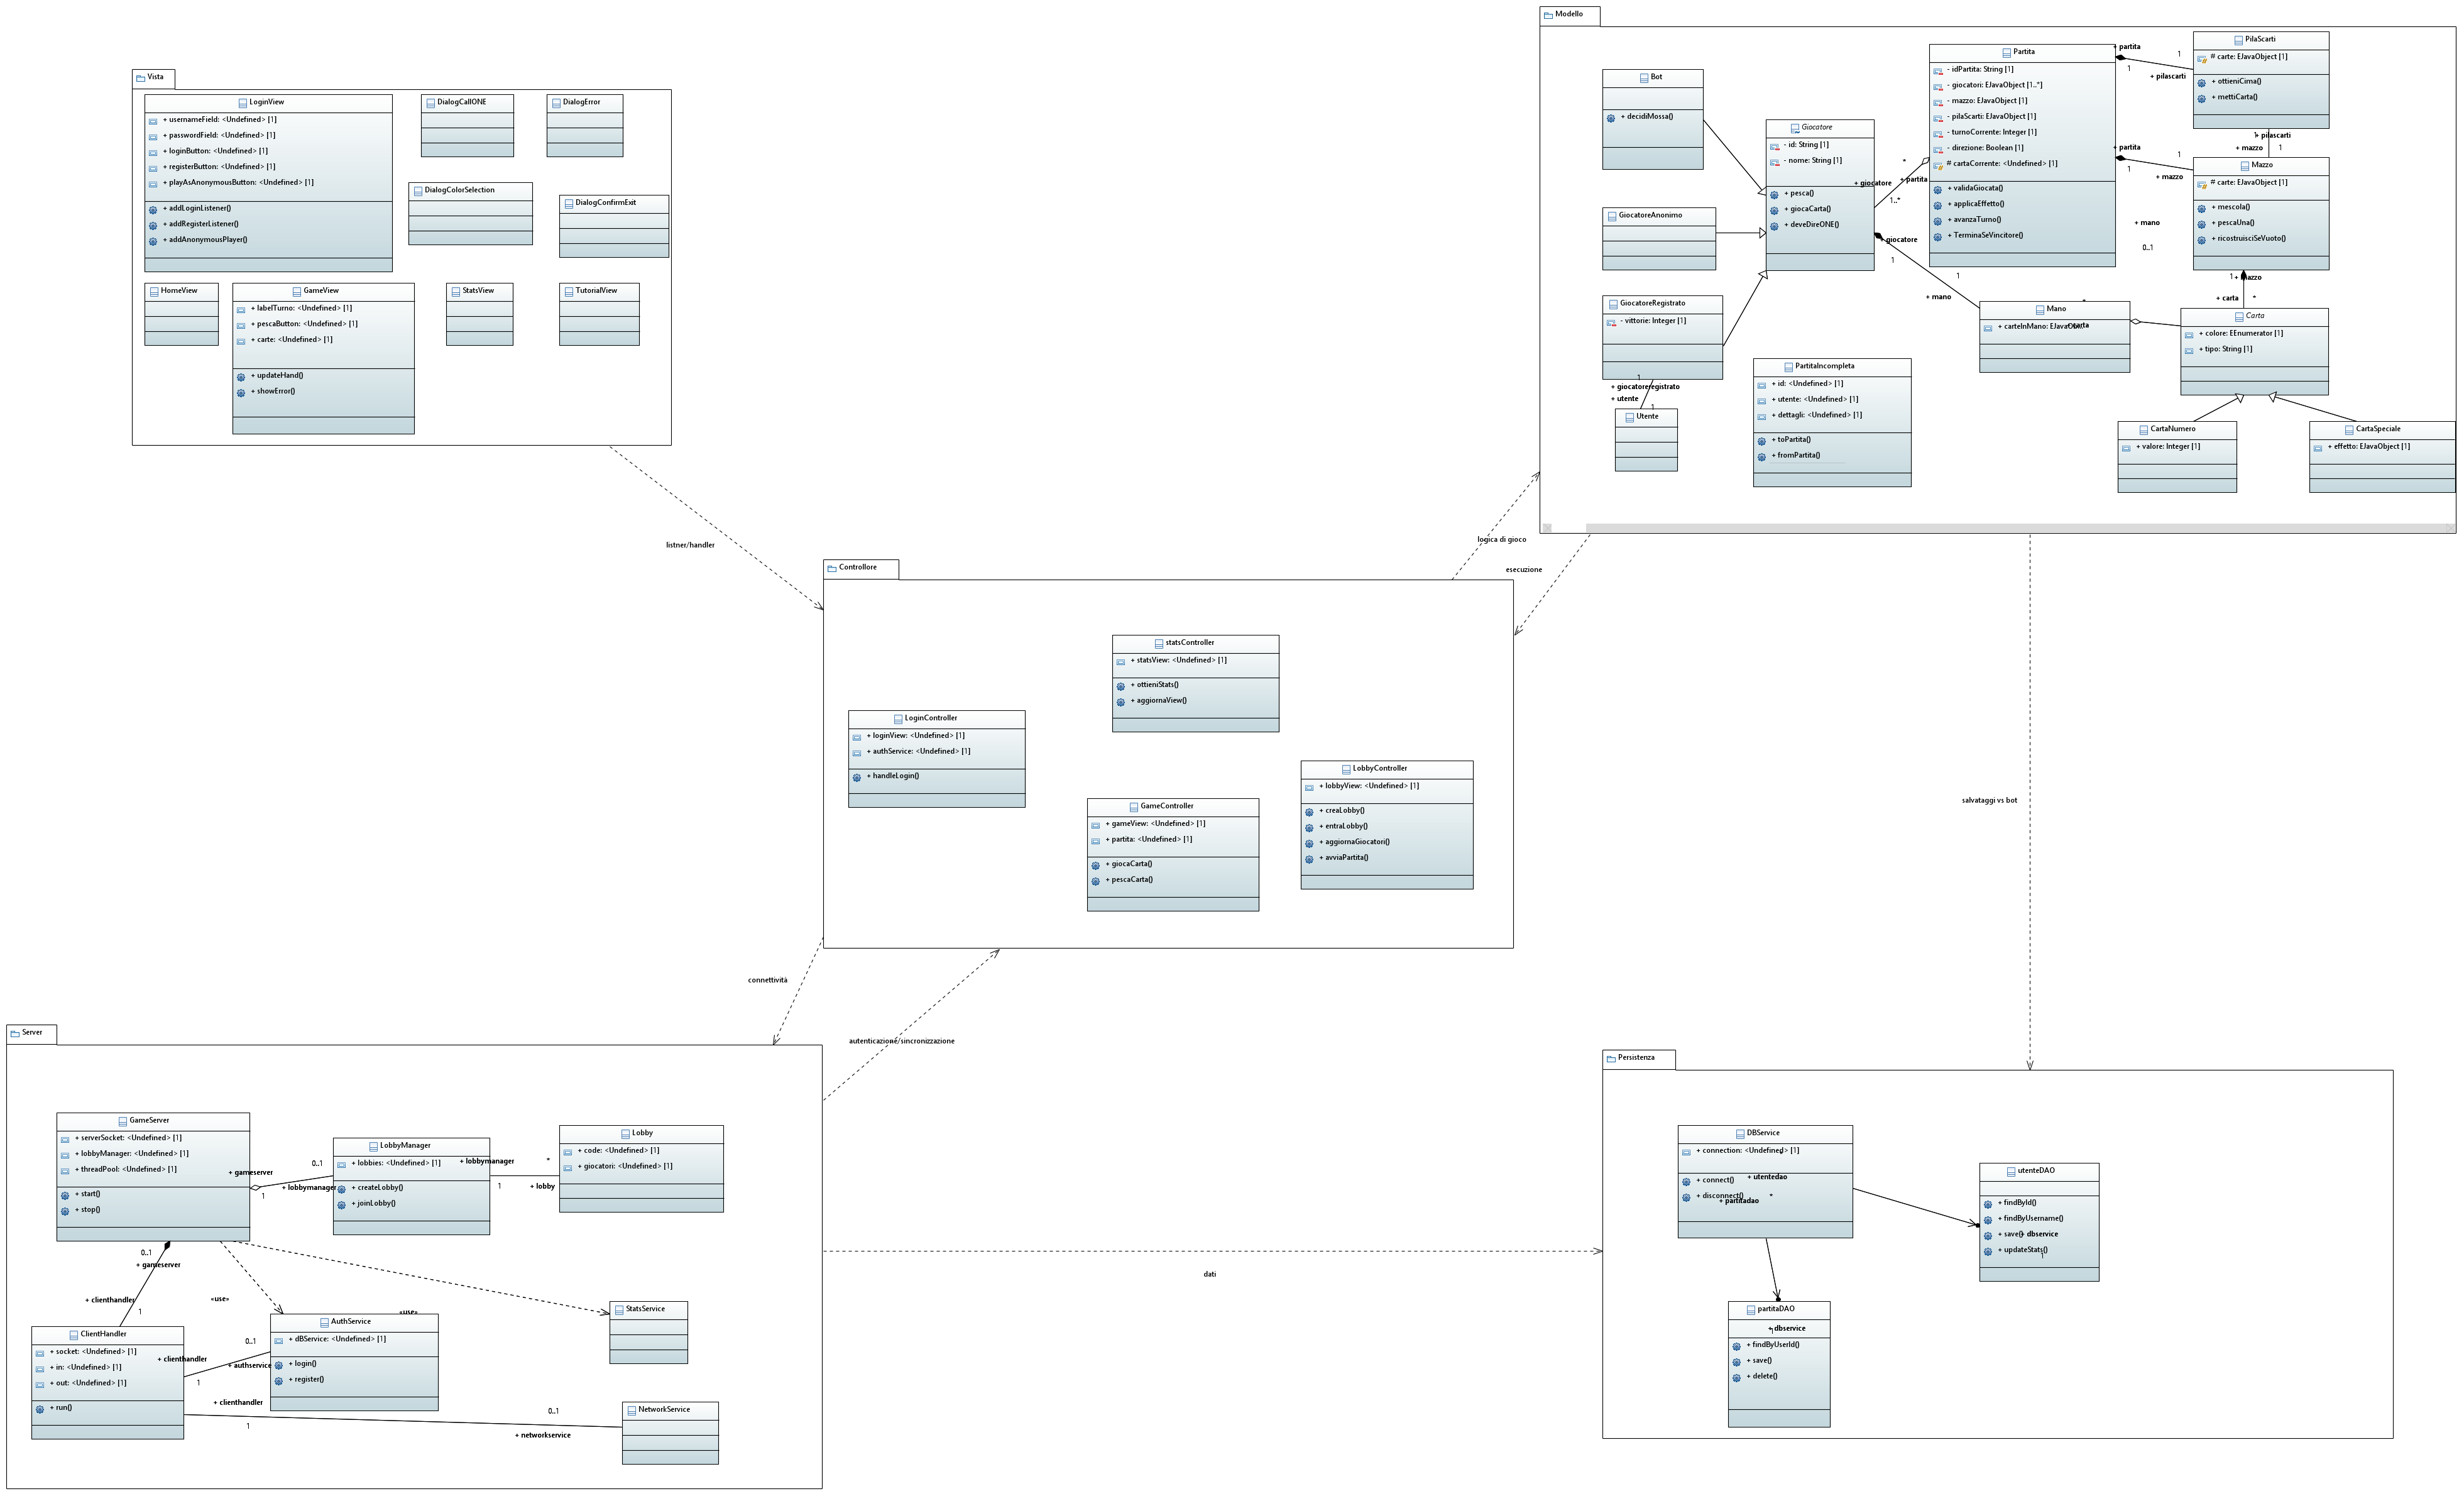 Vista
LoginView
+ usernameField: <Undefined> [1]
+ passwordField: <Undefined> [1]
+ loginButton: <Undefined> [1]
+ registerButton: <Undefined> [1]
+ playAsAnonymousButton: <Undefined> [1]
+ addLoginListener()
+ addRegisterListener()
+ addAnonymousPlayer()
DialogCallONE
DialogError
DialogColorSelection
DialogConfirmExit
HomeView
GameView
+ labelTurno: <Undefined> [1]
+ pescaButton: <Undefined> [1]
+ carte: <Undefined> [1]
+ updateHand()
+ showError()
StatsView
TutorialView
Modello
Bot
+ decidiMossa()
GiocatoreAnonimo
GiocatoreRegistrato
- vittorie: Integer [1]
1
+ giocatoreregistrato
+ utente
1
Utente
Giocatore
- id: String [1]
- nome: String [1]
+ pesca()
+ giocaCarta()
+ deveDireONE()
+ giocatore
1..*
*
+ partita
+ giocatore
1
1
+ mano
Partita
- idPartita: String [1]
- giocatori: EJavaObject [1..*]
- mazzo: EJavaObject [1]
- pilaScarti: EJavaObject [1]
- turnoCorrente: Integer [1]
- direzione: Boolean [1]
# cartaCorrente: <Undefined> [1]
+ validaGiocata()
+ applicaEffetto()
+ avanzaTurno()
+ TerminaSeVincitore()
+ partita
1
1
+ pilascarti
+ partita
1
1
+ mazzo
PilaScarti
# carte: EJavaObject [1]
+ ottieniCima()
+ mettiCarta()
1
+ pilascarti
+ mazzo
1
Mazzo
# carte: EJavaObject [1]
+ mescola()
+ pescaUna()
+ ricostruisciSeVuoto()
+ mano
0..1
1
+ mazzo
+ carta
*
Mano
*
+ carteInMano: EJavaObj
+ carta
Carta
+ colore: EEnumerator [1]
+ tipo: String [1]
PartitaIncompleta
+ id: <Undefined> [1]
+ utente: <Undefined> [1]
+ dettagli: <Undefined> [1]
+ toPartita()
+ fromPartita()
CartaNumero
+ valore: Integer [1]
CartaSpeciale
+ effetto: EJavaObject [1]
listner/handler
logica di gioco
esecuzione
Controllore
statsController
+ statsView: <Undefined> [1]
+ ottieniStats()
+ aggiornaView()
LoginController
+ loginView: <Undefined> [1]
+ authService: <Undefined> [1]
+ handleLogin()
GameController
+ gameView: <Undefined> [1]
+ partita: <Undefined> [1]
+ giocaCarta()
+ pescaCarta()
LobbyController
+ lobbyView: <Undefined> [1]
+ creaLobby()
+ entraLobby()
+ aggiornaGiocatori()
+ avviaPartita()
salvataggi vs bot
connettività
autenticazione/sincronizzazione
Server
GameServer
+ serverSocket: <Undefined> [1]
+ lobbyManager: <Undefined> [1]
+ threadPool: <Undefined> [1]
+ start()
+ stop()
+ gameserver
0..1
1
+ lobbymanager
LobbyManager
+ lobbies: <Undefined> [1]
+ createLobby()
+ joinLobby()
+ lobbymanager
*
1
+ lobby
Lobby
+ code: <Undefined> [1]
+ giocatori: <Undefined> [1]
0..1
+ gameserver
+ clienthandler
1
«use»
«use»
StatsService
AuthService
+ dBService: <Undefined> [1]
+ login()
+ register()
ClientHandler
+ socket: <Undefined> [1]
+ in: <Undefined> [1]
+ out: <Undefined> [1]
+ run()
0..1
+ clienthandler
+ authservice
1
+ clienthandler
1
0..1
+ networkservice
NetworkService
dati
Persistenza
DBService
+ connection: <Undefined> [1]
+ connect()
+ disconnect()
+ utentedao
+ partitadao
*
utenteDAO
+ findById()
+ findByUsername()
+ save()
+ dbservice
+ updateStats()
1
partitaDAO
+ dbservice
1
+ findByUserId()
+ save()
+ delete()